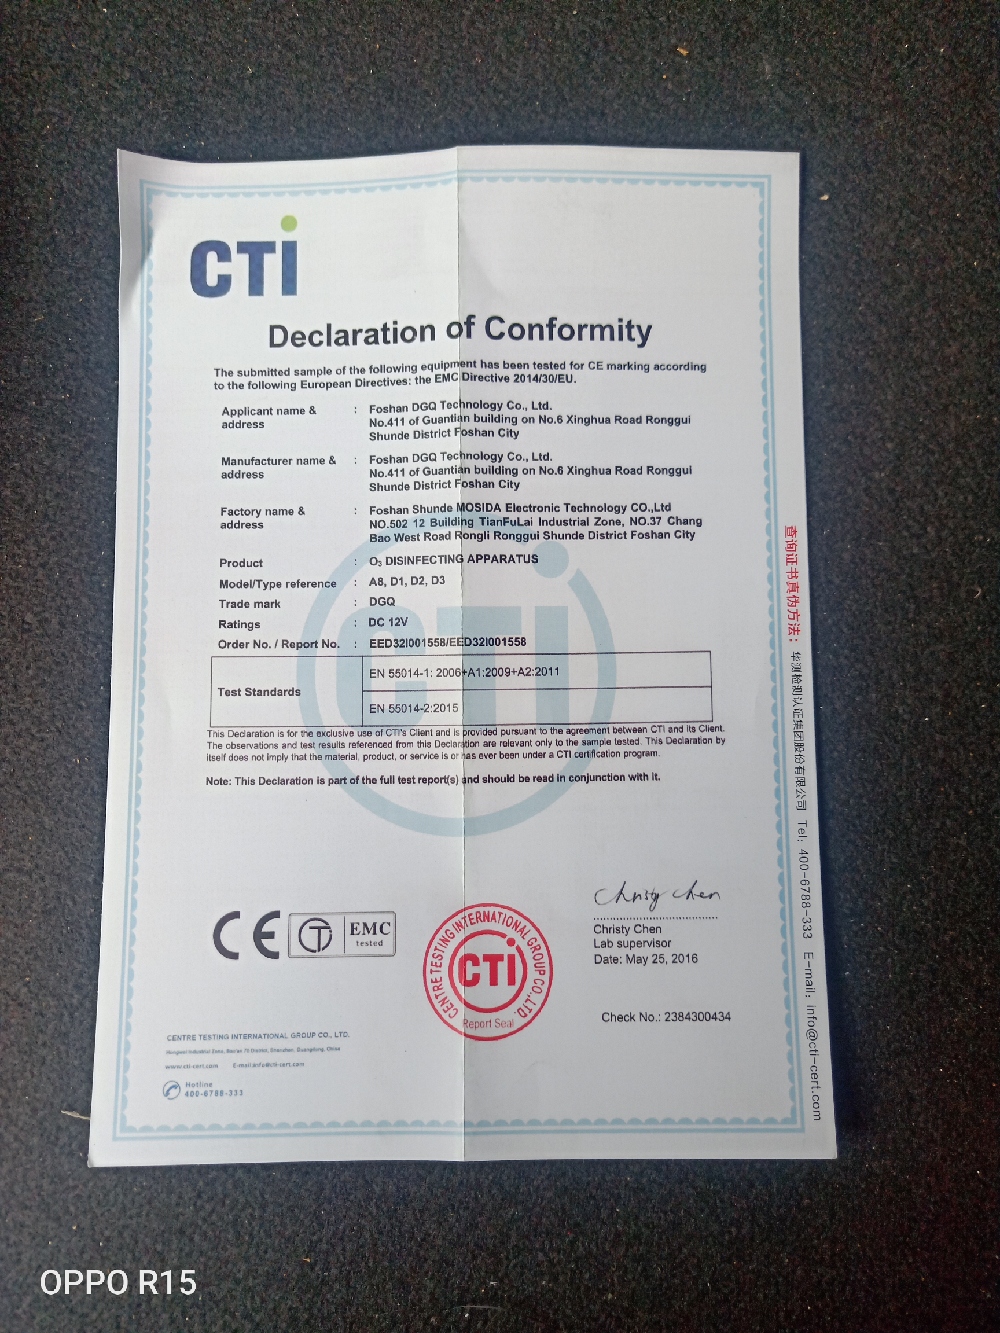 CTI
Declaration of Conformity
The submitted sample of the following equipment has been tested for CE marking according
to the following European Directives: the EMC Directive 2014/30/EU.
Applicant name & address : Foshan DGQ Technology Co., Ltd.
No.411 of Guantian building on No.6 Xinghua Road Ronggui
Shunde District Foshan City
Manufacturer name & address : Foshan DGQ Technology Co., Ltd.
No.411 of Guantian building on No.6 Xinghua Road Ronggui
Shunde District Foshan City
Factory name & address : Foshan Shunde MOSIDA Electronic Technology CO.,Ltd
NO.502 12 Building TianFuLai Industrial Zone, NO.37 Chang
Bao West Road Rongli Ronggui Shunde District Foshan City
Product : O₃ DISINFECTING APPARATUS
Model/Type reference : A8, D1, D2, D3
Trade mark : DGQ
Ratings : DC 12V
Order No. / Report No. : EED32I001558/EED32I001558
Test Standards
EN 55014-1: 2006+A1:2009+A2:2011
EN 55014-2:2015
This Declaration is for the exclusive use of CTI's Client and is provided pursuant to the agreement between CTI and its Client.
The observations and test results referenced from this Declaration are relevant only to the sample tested. This Declaration by
itself does not imply that the material, product, or service is or has ever been under a CTI certification program.
Note: This Declaration is part of the full test report(s) and should be read in conjunction with it.
CE
EMC
tested
CENTRE TESTING INTERNATIONAL GROUP CO.,LTD.
CTI
Report Seal
Christy Chen
Christy Chen
Lab supervisor
Date: May 25, 2016
Check No.: 2384300434
CENTRE TESTING INTERNATIONAL GROUP CO., LTD.
www.cti-cert.com E-mail:info@cti-cert.com
Hotline
400-6788-333
查询证书真伪方法：华测检测认证集团股份有限公司 Tel: 400-6788-333 E-mail: info@cti-cert.com
OPPO R15